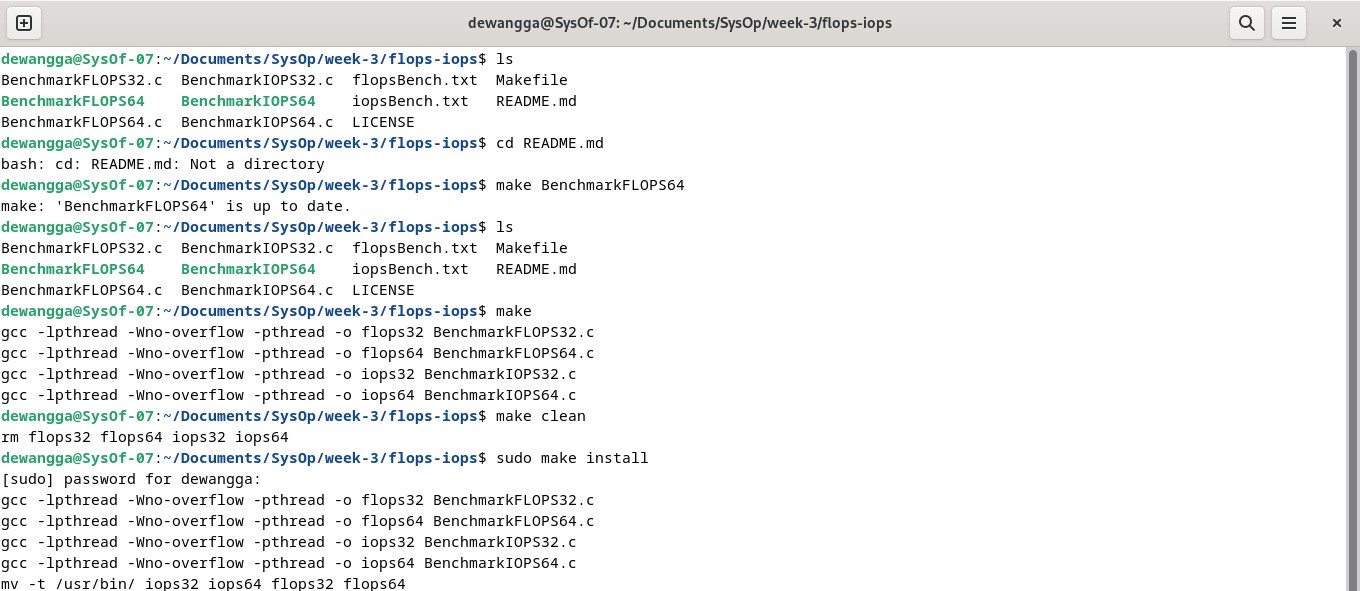 dewangga@SysOf-07: ~/Documents/SysOp/week-3/flops-iops
dewangga@SysOf-07:~/Documents/SysOp/week-3/flops-iops$ ls
BenchmarkFLOPS32.c  BenchmarkIOPS32.c  flopsBench.txt  Makefile
BenchmarkFLOPS64    BenchmarkIOPS64    iopsBench.txt   README.md
BenchmarkFLOPS64.c  BenchmarkIOPS64.c  LICENSE
dewangga@SysOf-07:~/Documents/SysOp/week-3/flops-iops$ cd README.md
bash: cd: README.md: Not a directory
dewangga@SysOf-07:~/Documents/SysOp/week-3/flops-iops$ make BenchmarkFLOPS64
make: 'BenchmarkFLOPS64' is up to date.
dewangga@SysOf-07:~/Documents/SysOp/week-3/flops-iops$ ls
BenchmarkFLOPS32.c  BenchmarkIOPS32.c  flopsBench.txt  Makefile
BenchmarkFLOPS64    BenchmarkIOPS64    iopsBench.txt   README.md
BenchmarkFLOPS64.c  BenchmarkIOPS64.c  LICENSE
dewangga@SysOf-07:~/Documents/SysOp/week-3/flops-iops$ make
gcc -lpthread -Wno-overflow -pthread -o flops32 BenchmarkFLOPS32.c
gcc -lpthread -Wno-overflow -pthread -o flops64 BenchmarkFLOPS64.c
gcc -lpthread -Wno-overflow -pthread -o iops32 BenchmarkIOPS32.c
gcc -lpthread -Wno-overflow -pthread -o iops64 BenchmarkIOPS64.c
dewangga@SysOf-07:~/Documents/SysOp/week-3/flops-iops$ make clean
rm flops32 flops64 iops32 iops64
dewangga@SysOf-07:~/Documents/SysOp/week-3/flops-iops$ sudo make install
[sudo] password for dewangga:
gcc -lpthread -Wno-overflow -pthread -o flops32 BenchmarkFLOPS32.c
gcc -lpthread -Wno-overflow -pthread -o flops64 BenchmarkFLOPS64.c
gcc -lpthread -Wno-overflow -pthread -o iops32 BenchmarkIOPS32.c
gcc -lpthread -Wno-overflow -pthread -o iops64 BenchmarkIOPS64.c
mv -t /usr/bin/ iops32 iops64 flops32 flops64